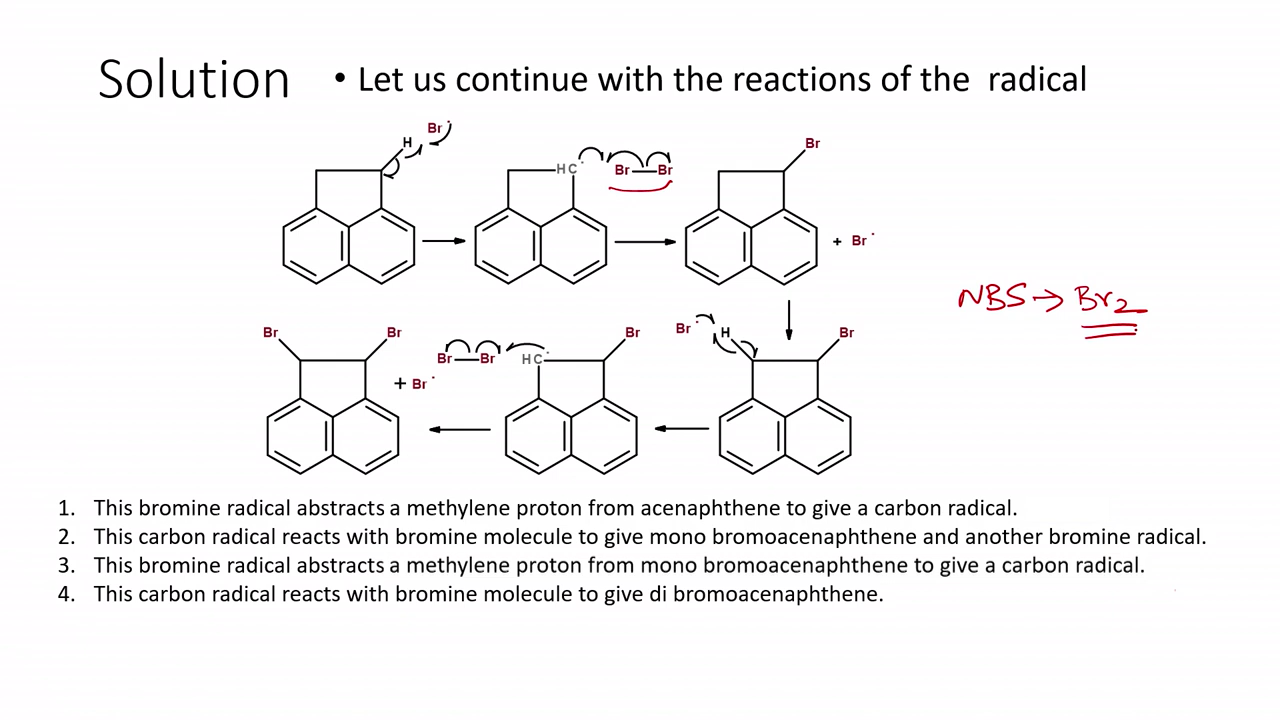 Solution
• Let us continue with the reactions of the radical
H Br˙
HC˙ Br—Br
Br
+ Br˙
NBS → Br2
Br Br
+ Br˙
Br—Br HC˙
Br
Br˙ H
Br
1. This bromine radical abstracts a methylene proton from acenaphthene to give a carbon radical.
2. This carbon radical reacts with bromine molecule to give mono bromoacenaphthene and another bromine radical.
3. This bromine radical abstracts a methylene proton from mono bromoacenaphthene to give a carbon radical.
4. This carbon radical reacts with bromine molecule to give di bromoacenaphthene.